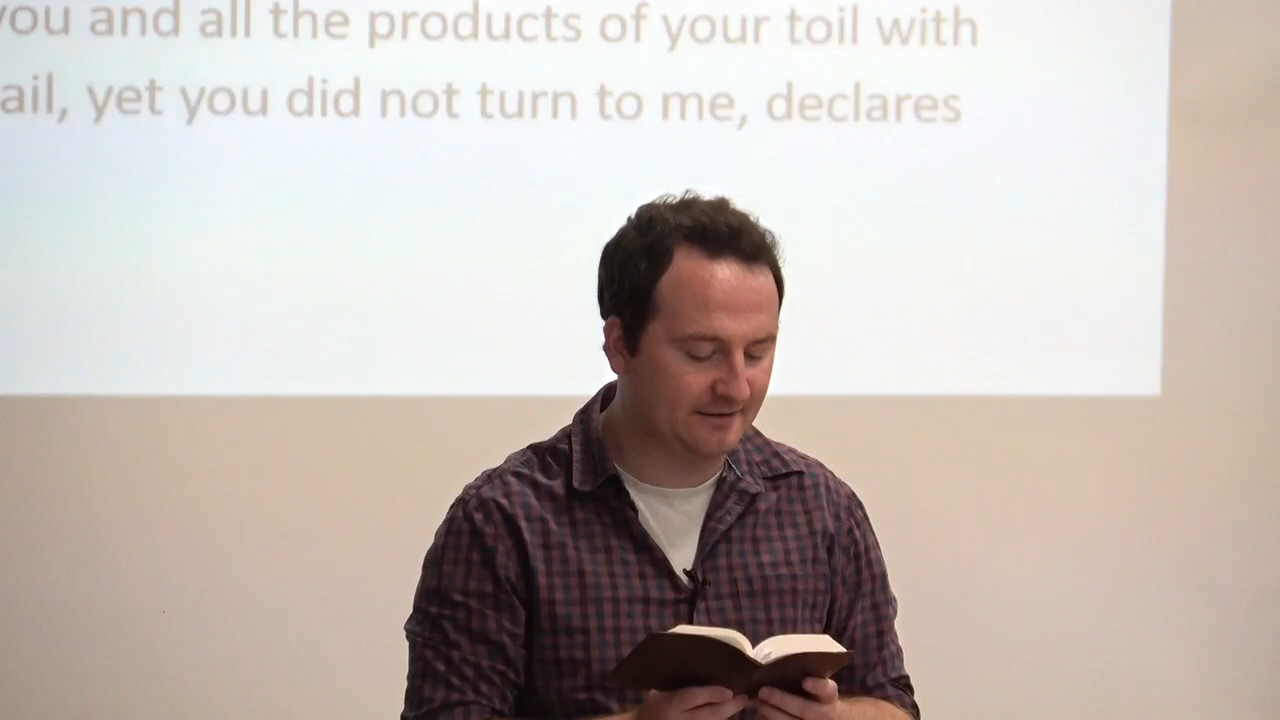 you and all the products of your toil with
ail, yet you did not turn to me, declares